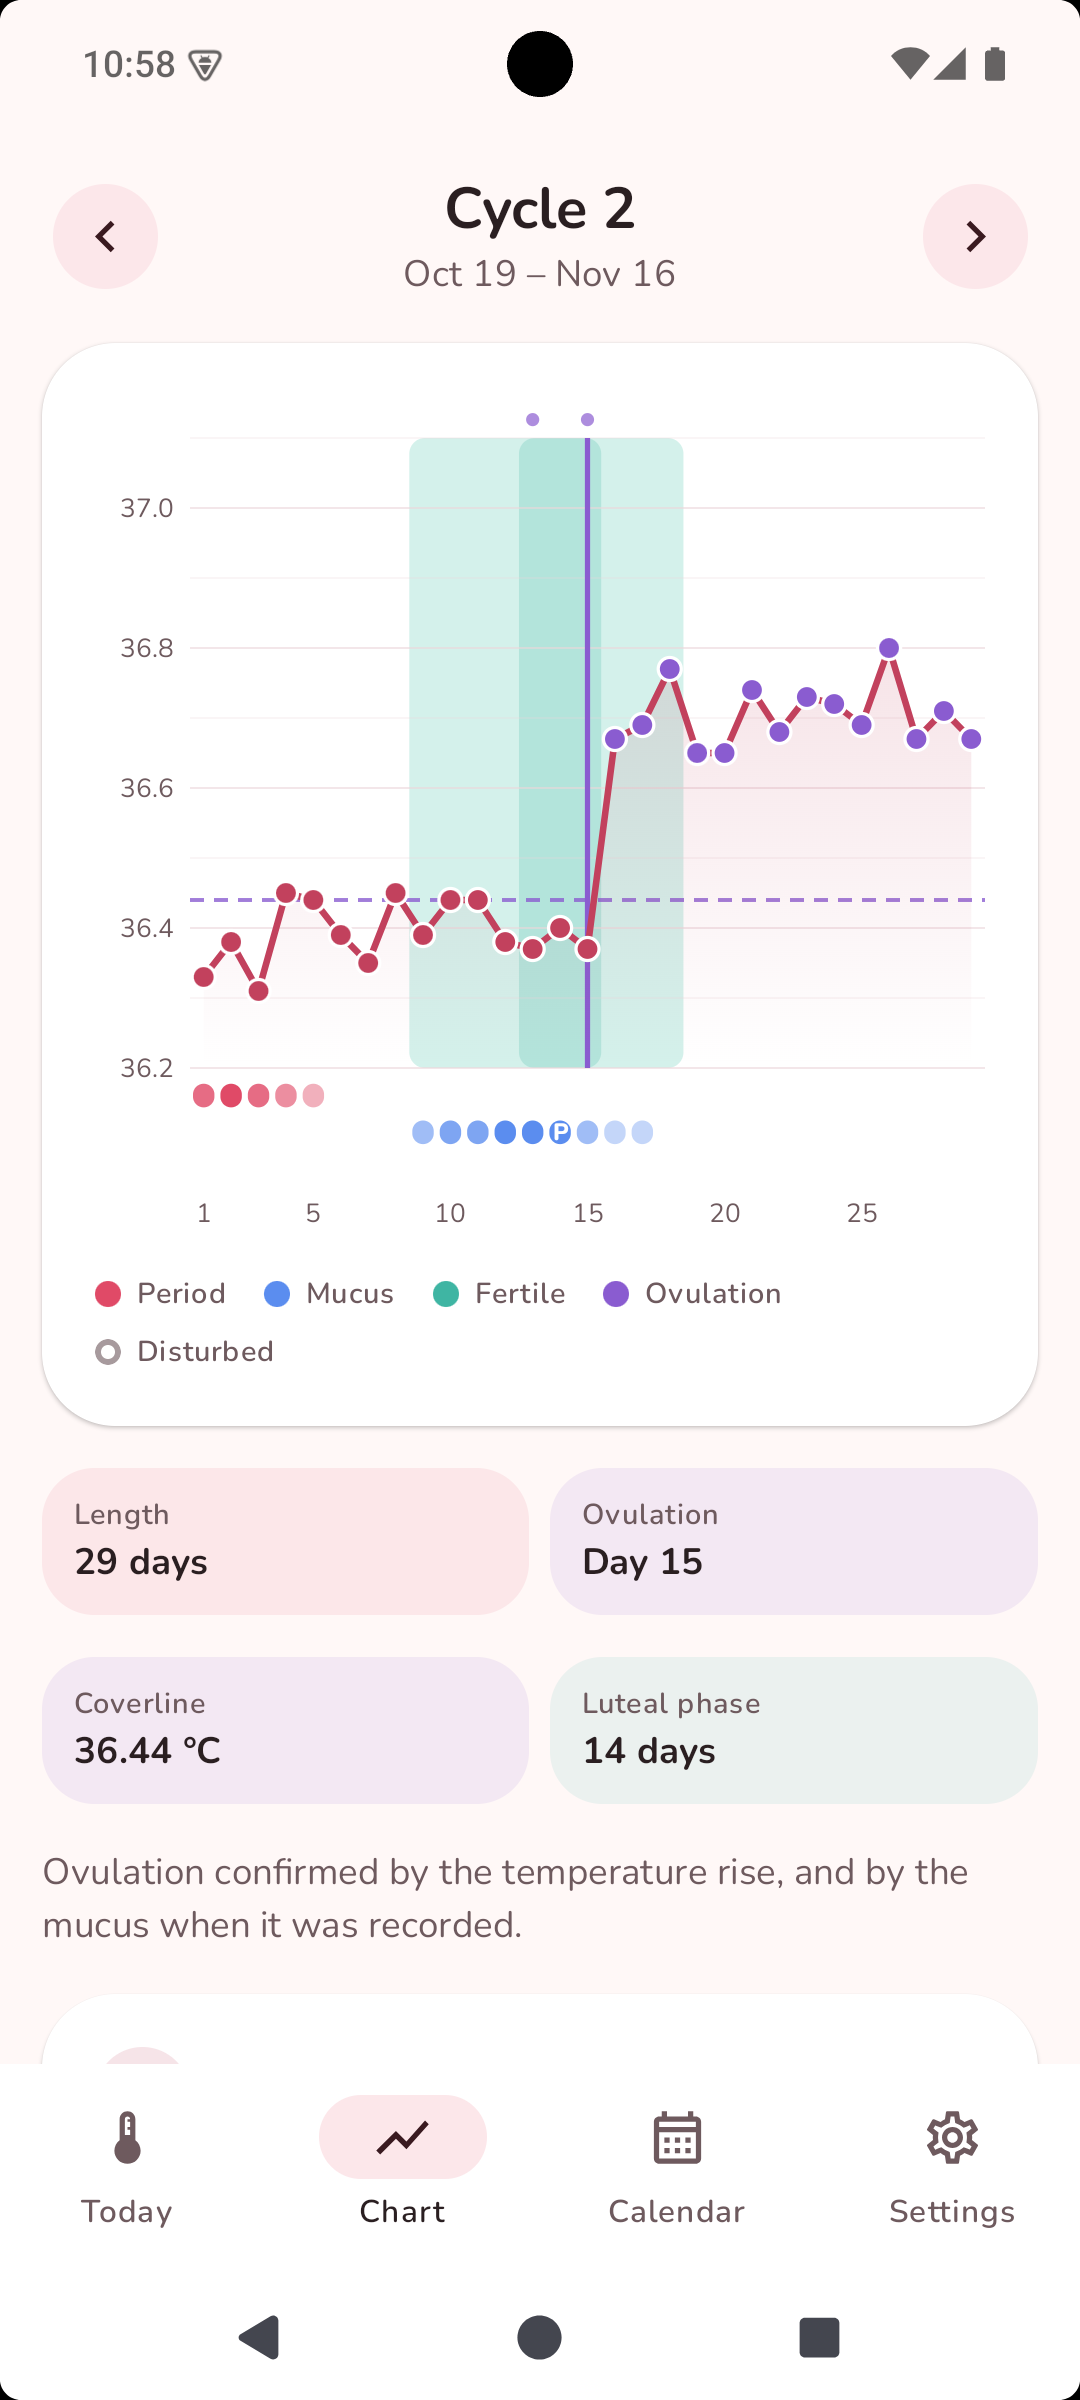 10:58
Cycle 2
Oct 19 – Nov 16
37.0
36.8
36.6
36.4
36.2
P
1 5 10 15 20 25
Period Mucus Fertile Ovulation
Disturbed
Length
29 days
Ovulation
Day 15
Coverline
36.44 °C
Luteal phase
14 days
Ovulation confirmed by the temperature rise, and by the
mucus when it was recorded.
Today Chart Calendar Settings